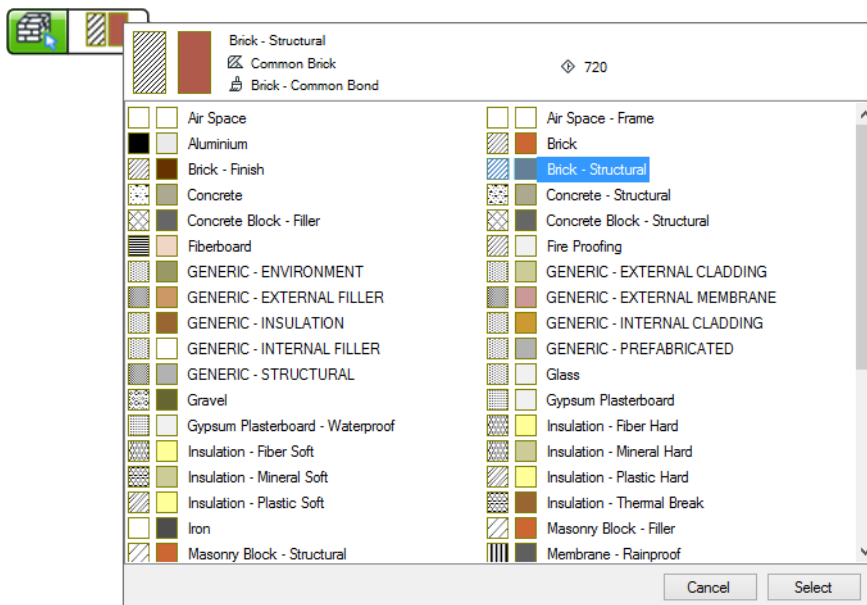 Brick - Structural
Common Brick
Brick - Common Bond
720
Air Space
Air Space - Frame
Aluminium
Brick
Brick - Finish
Brick - Structural
Concrete
Concrete - Structural
Concrete Block - Filler
Concrete Block - Structural
Fiberboard
Fire Proofing
GENERIC - ENVIRONMENT
GENERIC - EXTERNAL CLADDING
GENERIC - EXTERNAL FILLER
GENERIC - EXTERNAL MEMBRANE
GENERIC - INSULATION
GENERIC - INTERNAL CLADDING
GENERIC - INTERNAL FILLER
GENERIC - PREFABRICATED
GENERIC - STRUCTURAL
Glass
Gravel
Gypsum Plasterboard
Gypsum Plasterboard - Waterproof
Insulation - Fiber Hard
Insulation - Fiber Soft
Insulation - Mineral Hard
Insulation - Mineral Soft
Insulation - Plastic Hard
Insulation - Plastic Soft
Insulation - Thermal Break
Iron
Masonry Block - Filler
Masonry Block - Structural
Membrane - Rainproof
Cancel
Select